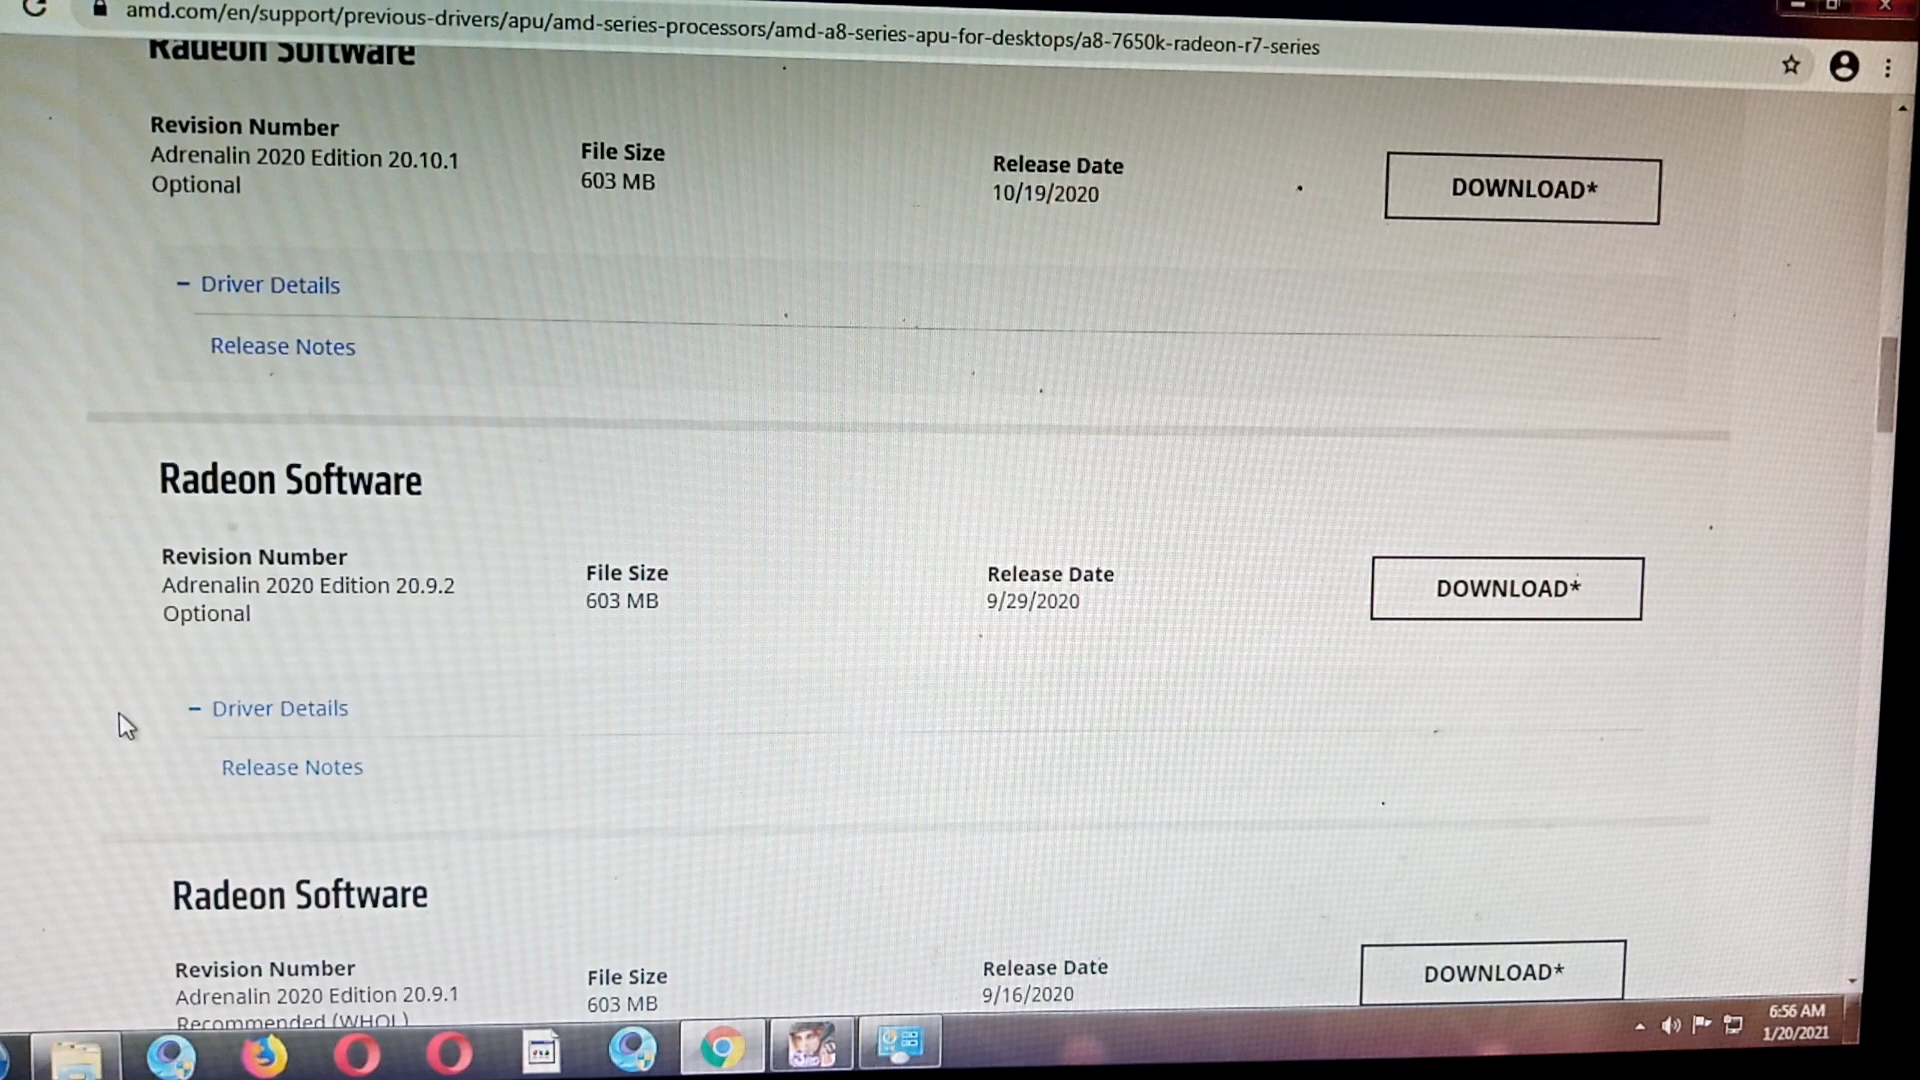 amd.com/en/support/previous-drivers/apu/amd-series-processors/amd-a8-series-apu-for-desktops/a8-7650k-radeon-r7-series
Radeon Software
Revision Number
Adrenalin 2020 Edition 20.10.1
Optional
File Size
603 MB
Release Date
10/19/2020
DOWNLOAD*
– Driver Details
Release Notes
Radeon Software
Revision Number
Adrenalin 2020 Edition 20.9.2
Optional
File Size
603 MB
Release Date
9/29/2020
DOWNLOAD*
– Driver Details
Release Notes
Radeon Software
Revision Number
Adrenalin 2020 Edition 20.9.1
Recommended (WHQL)
File Size
603 MB
Release Date
9/16/2020
DOWNLOAD*
6:56 AM
1/20/2021